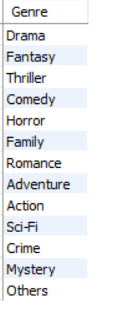 Genre
Drama
Fantasy
Thriller
Comedy
Horror
Family
Romance
Adventure
Action
Sci-Fi
Crime
Mystery
Others